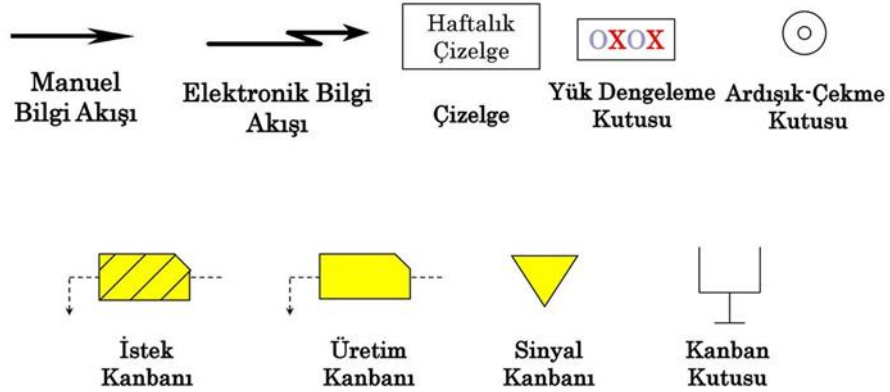 Haftalık
Çizelge
OXOX
Manuel
Bilgi Akışı
Elektronik Bilgi
Akışı
Çizelge
Yük Dengeleme
Kutusu
Ardışık-Çekme
Kutusu
İstek
Kanbanı
Üretim
Kanbanı
Sinyal
Kanbanı
Kanban
Kutusu